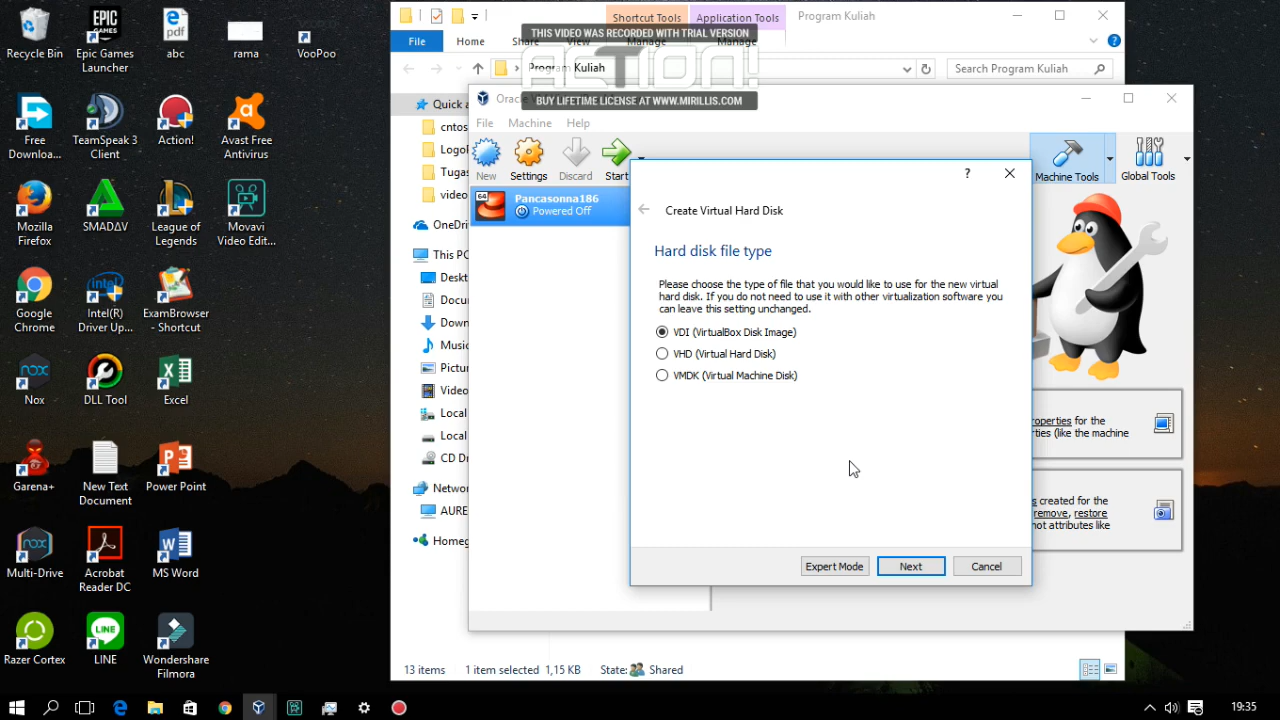 Recycle Bin
Epic Games
Launcher
abc
rama
VooPoo
Free
Downloa...
TeamSpeak 3
Client
Action!
Avast Free
Antivirus
Mozilla
Firefox
SMADΔV
League of
Legends
Movavi
Video Edit...
Google
Chrome
Intel(R)
Driver Up...
ExamBrowser
- Shortcut
Nox
DLL Tool
Excel
Garena+
New Text
Document
Power Point
Multi-Drive
Acrobat
Reader DC
MS Word
Razer Cortex
LINE
Wondershare
Filmora
Shortcut Tools
Application Tools
Program Kuliah
File
Home
Share
View
Manage
Manage
THIS VIDEO WAS RECORDED WITH TRIAL VERSION
ACTION!
BUY LIFETIME LICENSE AT WWW.MIRILLIS.COM
Program Kuliah
Search Program Kuliah
Quick a
cntos
LogoI
Tugas
video
OneDri
This PC
Deskt
Docu
Down
Music
Pictur
Video
Local
Local
CD Dr
Networ
AURE
Homeg
13 items
1 item selected 1,15 KB
State:
Shared
Oracle
File
Machine
Help
New
Settings
Discard
Start
Machine Tools
Global Tools
64
Pancasonna186
Powered Off
operties for the
rties (like the machine
s created for the
remove, restore
not attributes like
?
Create Virtual Hard Disk
Hard disk file type
Please choose the type of file that you would like to use for the new virtual
hard disk. If you do not need to use it with other virtualization software you
can leave this setting unchanged.
VDI (VirtualBox Disk Image)
VHD (Virtual Hard Disk)
VMDK (Virtual Machine Disk)
Expert Mode
Next
Cancel
19:35